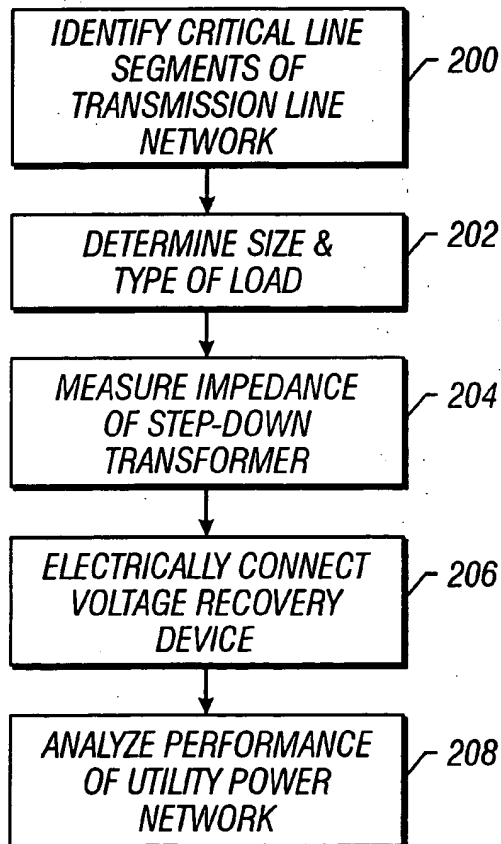 IDENTIFY CRITICAL LINE
SEGMENTS OF
TRANSMISSION LINE
NETWORK
200
DETERMINE SIZE &
TYPE OF LOAD
202
MEASURE IMPEDANCE
OF STEP-DOWN
TRANSFORMER
204
ELECTRICALLY CONNECT
VOLTAGE RECOVERY
DEVICE
206
ANALYZE PERFORMANCE
OF UTILITY POWER
NETWORK
208